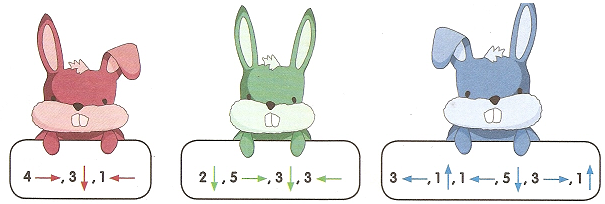 4 →, 3 ↓, 1 ←
2 ↓, 5 →, 3 ↓, 3 ←
3 ←, 1 ↑, 1 ←, 5 ↓, 3 →, 1 ↑